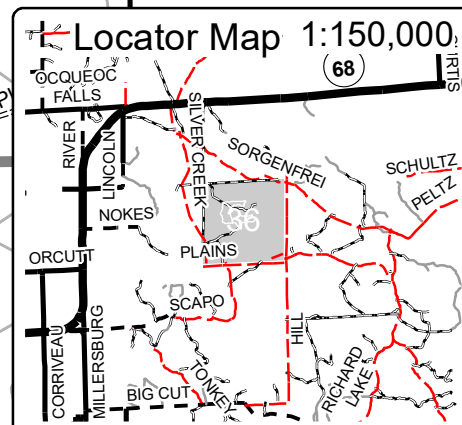 Locator Map 1:150,000
68
OCQUEOC
FALLS
RIVER
LINCOLN
SILVER CREEK
SORGENFREI
SCHULTZ
PELTZ
NOKES
36
PLAINS
ORCUTT
SCAPO
HILL
CORRIVEAU
MILLERSBURG
BIG CUT
TONKEY
RICHARD
LAKE